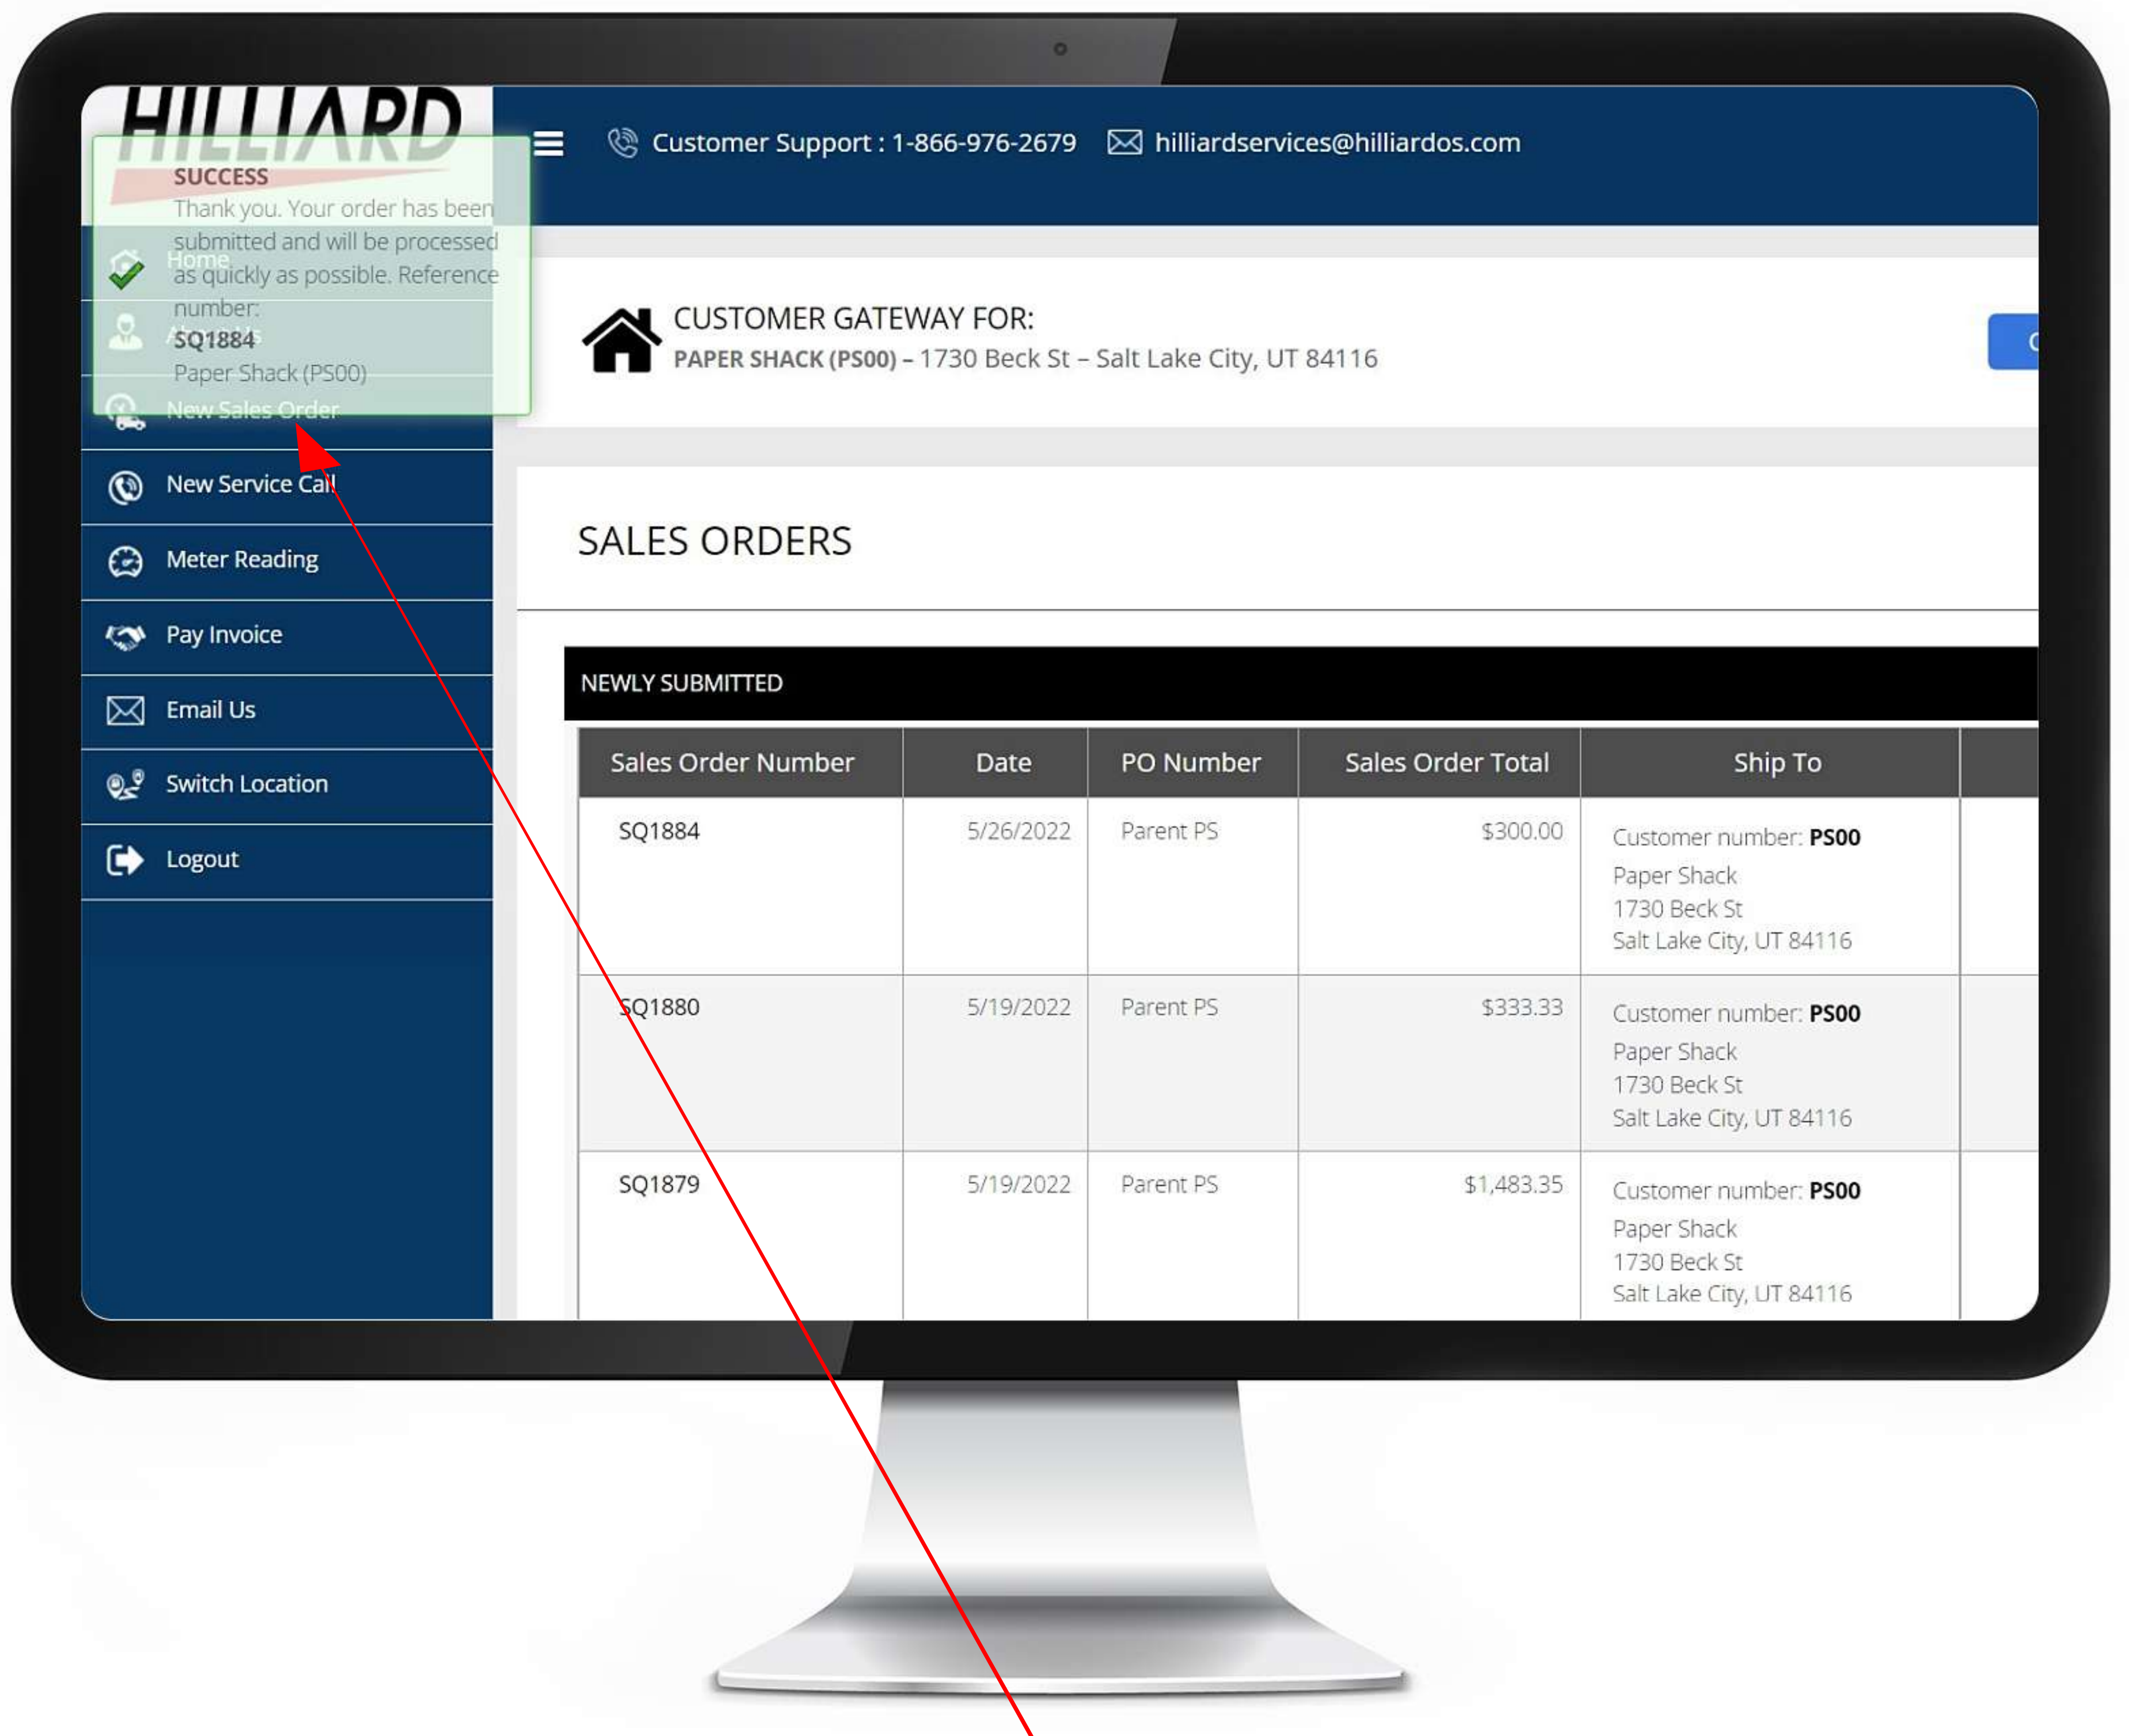 HILLIARD
Customer Support : 1-866-976-2679
hilliardservices@hilliardos.com
SUCCESS
Thank you. Your order has been
submitted and will be processed
as quickly as possible. Reference
number:
SQ1884
Paper Shack (PS00)
Home
New Sales Order
New Service Call
Meter Reading
Pay Invoice
Email Us
Switch Location
Logout
CUSTOMER GATEWAY FOR:
PAPER SHACK (PS00) – 1730 Beck St – Salt Lake City, UT 84116
SALES ORDERS
NEWLY SUBMITTED
Sales Order Number Date PO Number Sales Order Total Ship To
SQ1884 5/26/2022 Parent PS $300.00 Customer number: PS00
Paper Shack
1730 Beck St
Salt Lake City, UT 84116
SQ1880 5/19/2022 Parent PS $333.33 Customer number: PS00
Paper Shack
1730 Beck St
Salt Lake City, UT 84116
SQ1879 5/19/2022 Parent PS $1,483.35 Customer number: PS00
Paper Shack
1730 Beck St
Salt Lake City, UT 84116